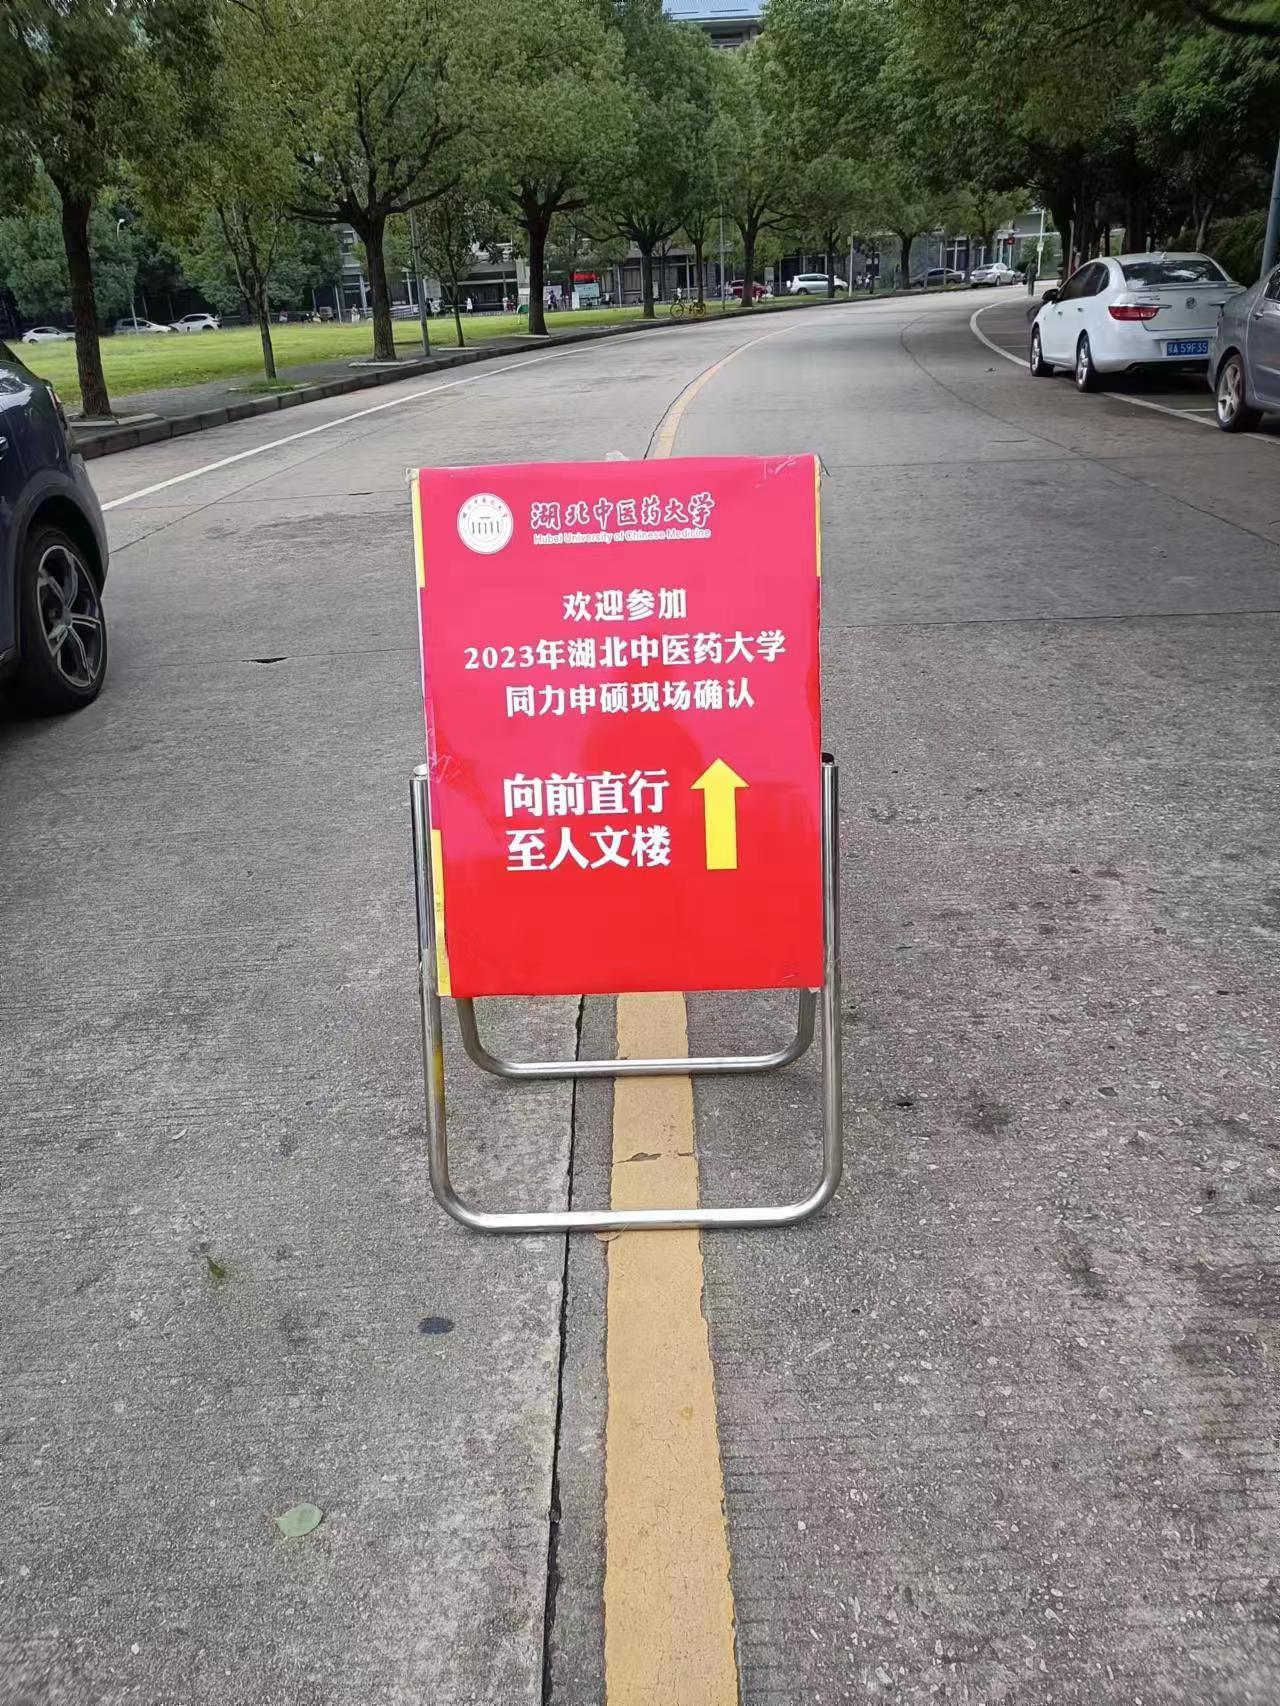 湖北中医药大学
Hubei University of Chinese Medicine
欢迎参加
2023年湖北中医药大学
同力申硕现场确认
向前直行
至人文楼